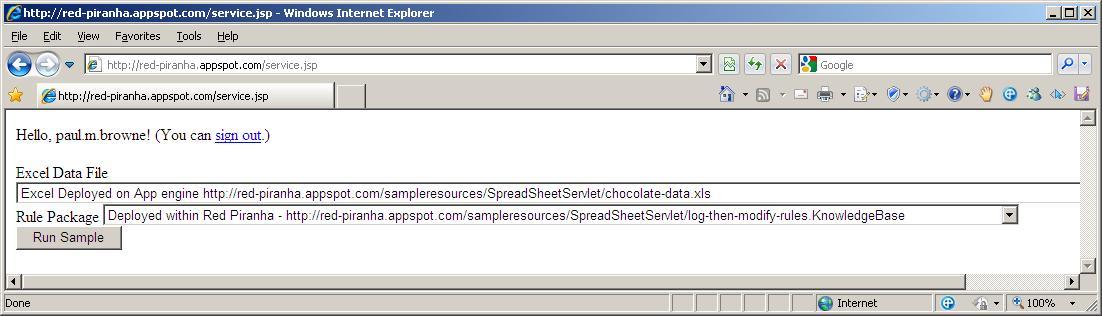 http://red-piranha.appspot.com/service.jsp - Windows Internet Explorer
File Edit View Favorites Tools Help
http://red-piranha.appspot.com/service.jsp Google
http://red-piranha.appspot.com/service.jsp
Hello, paul.m.browne! (You can sign out.)
Excel Data File
Excel Deployed on App engine http://red-piranha.appspot.com/sampleresources/SpreadSheetServlet/chocolate-data.xls
Rule Package Deployed within Red Piranha - http://red-piranha.appspot.com/sampleresources/SpreadSheetServlet/log-then-modify-rules.KnowledgeBase
Run Sample
Done Internet 100%